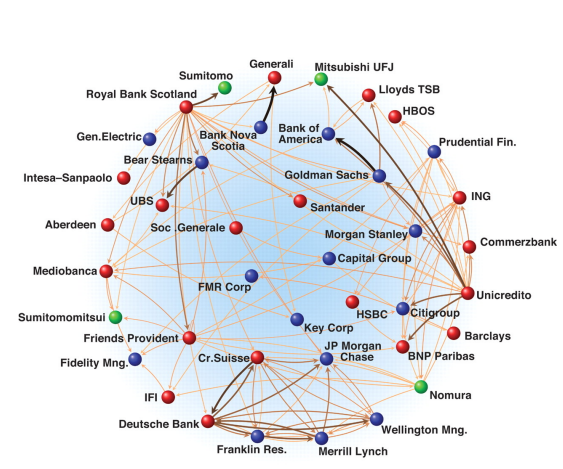 Generali
Mitsubishi UFJ
Sumitomo
Lloyds TSB
Royal Bank Scotland
HBOS
Bank Nova
Scotia
Bank of
America
Gen.Electric
Prudential Fin.
Bear Stearns
Goldman Sachs
Intesa–Sanpaolo
UBS
Santander
ING
Aberdeen
Soc .Generale
Morgan Stanley
Commerzbank
Capital Group
Mediobanca
FMR Corp
Unicredito
HSBC
Citigroup
Sumitomomitsui
Key Corp
Friends Provident
Barclays
JP Morgan
Chase
BNP Paribas
Cr.Suisse
Fidelity Mng.
Nomura
IFI
Deutsche Bank
Wellington Mng.
Franklin Res.
Merrill Lynch